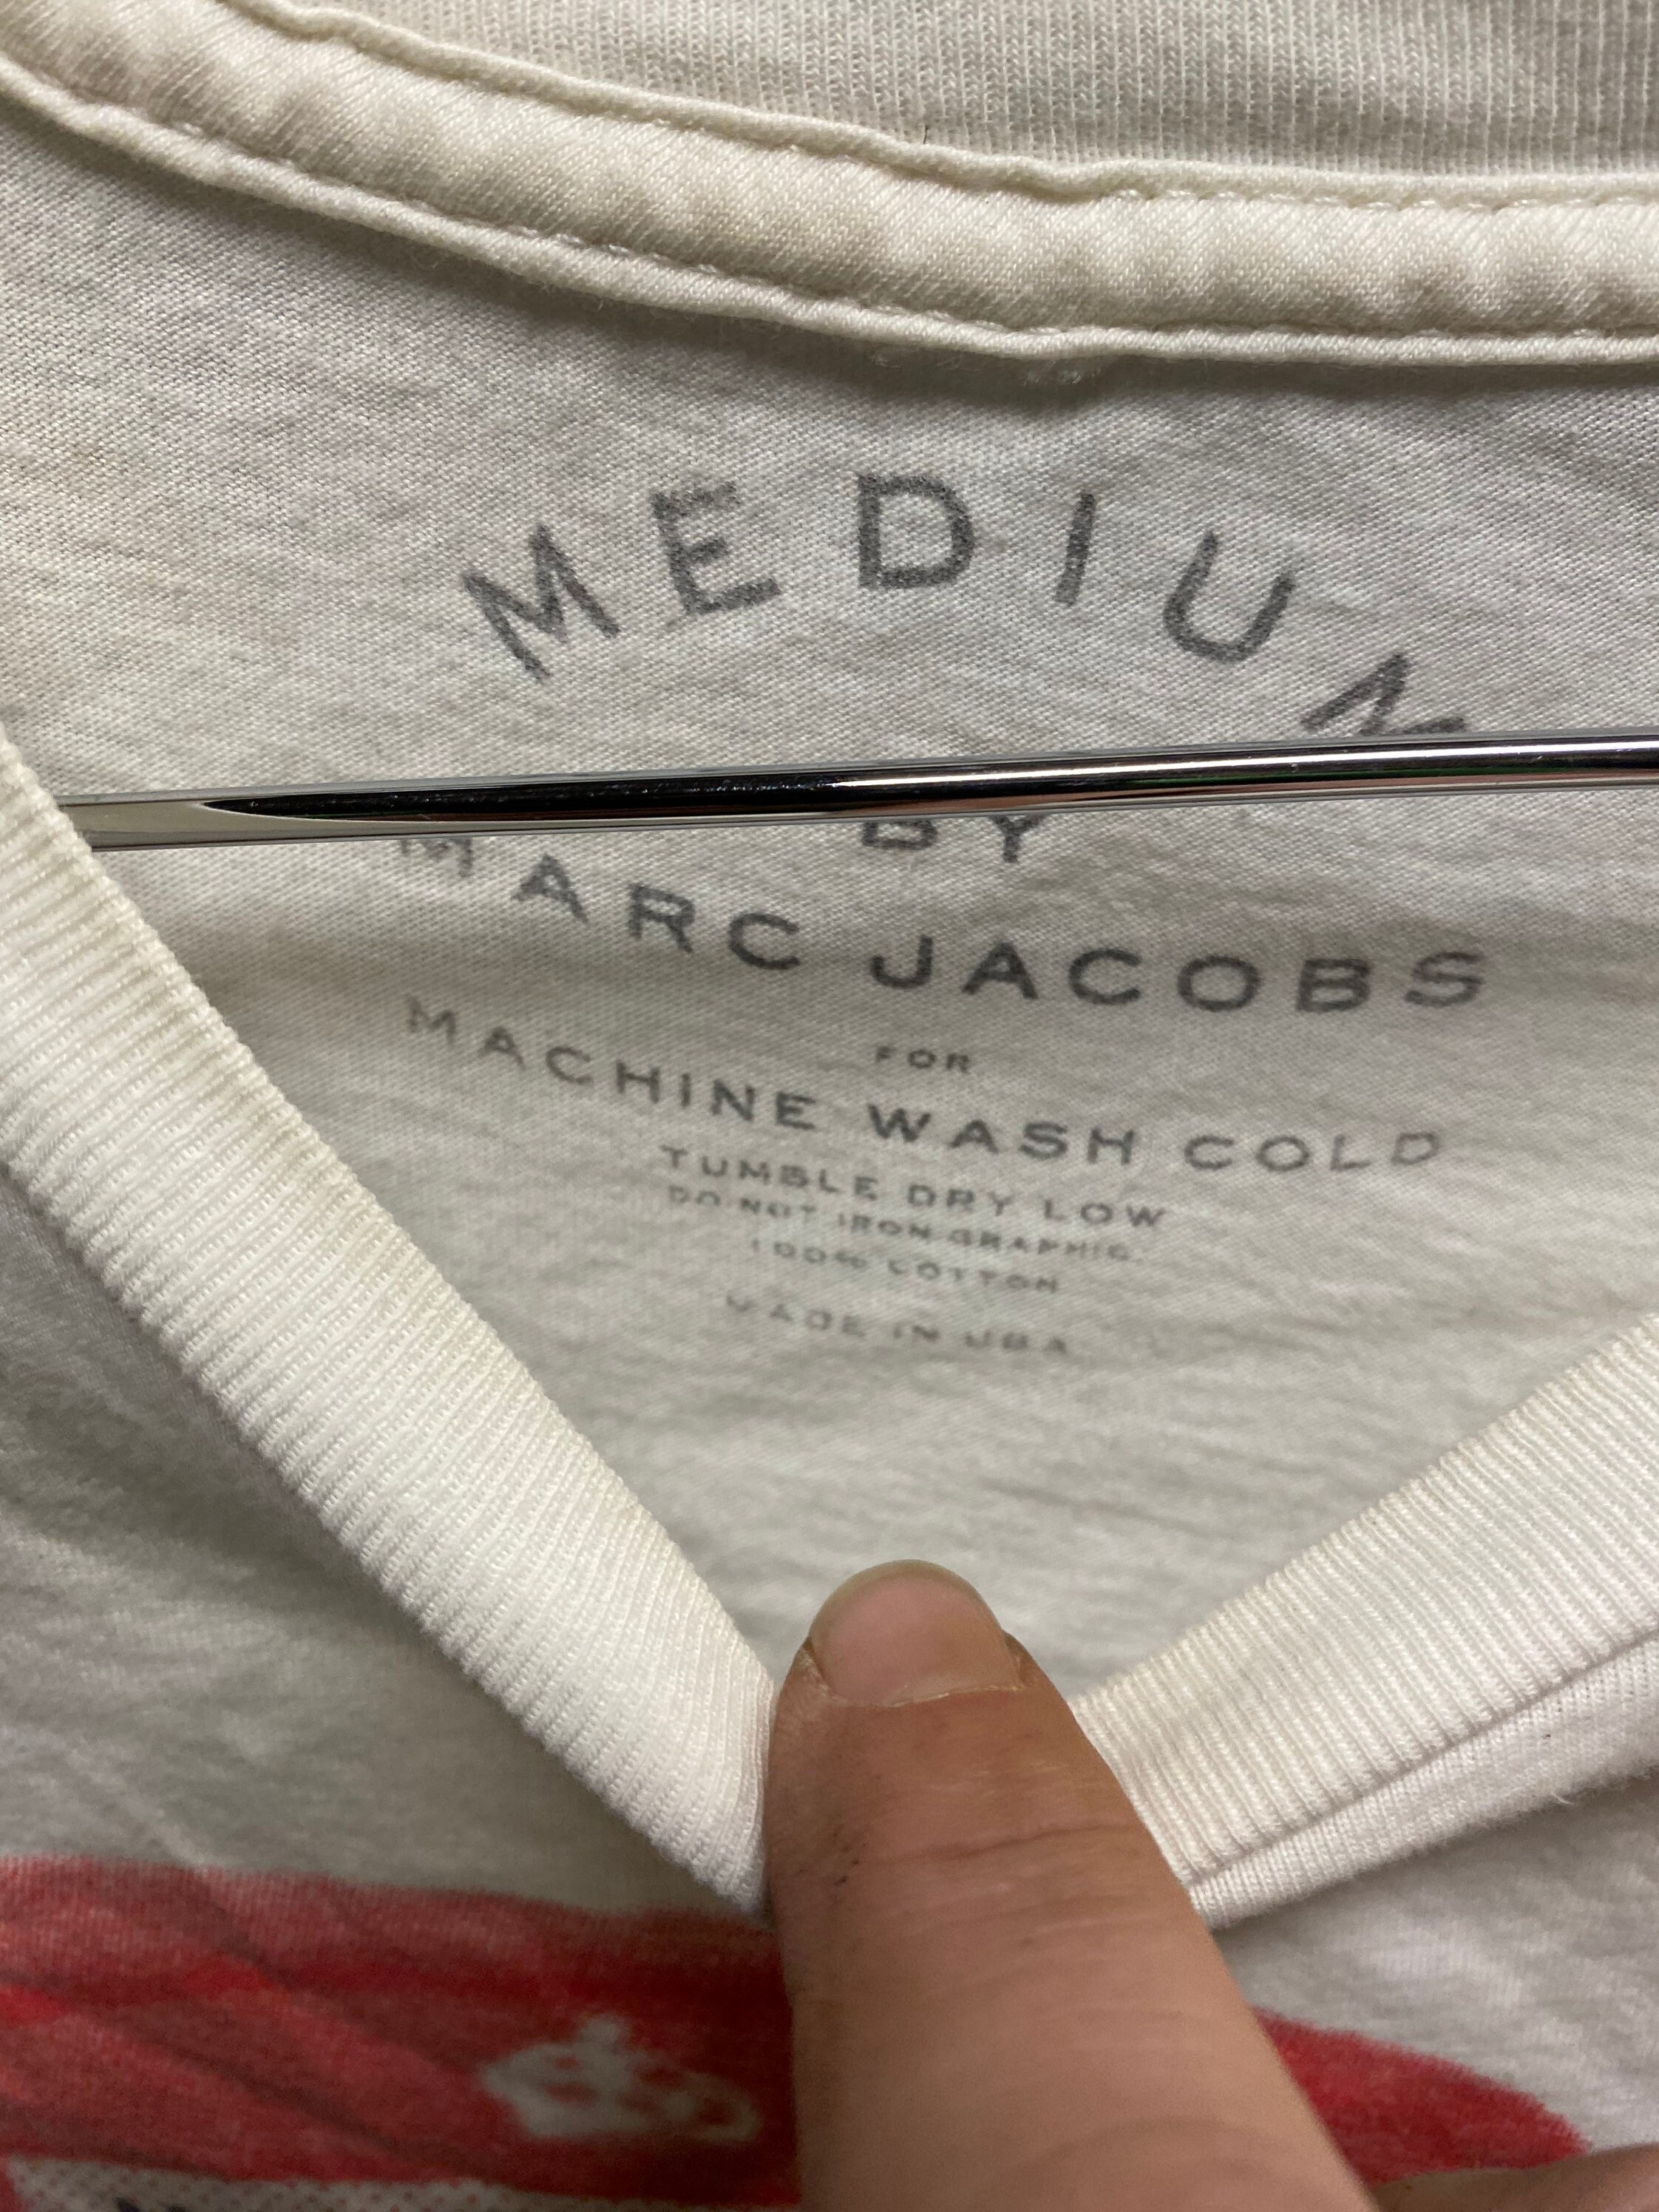 MEDIUM
BY
MARC JACOBS
FOR
MACHINE WASH COLD
TUMBLE DRY LOW
DO NOT IRON GRAPHIC
100% COTTON
MADE IN USA